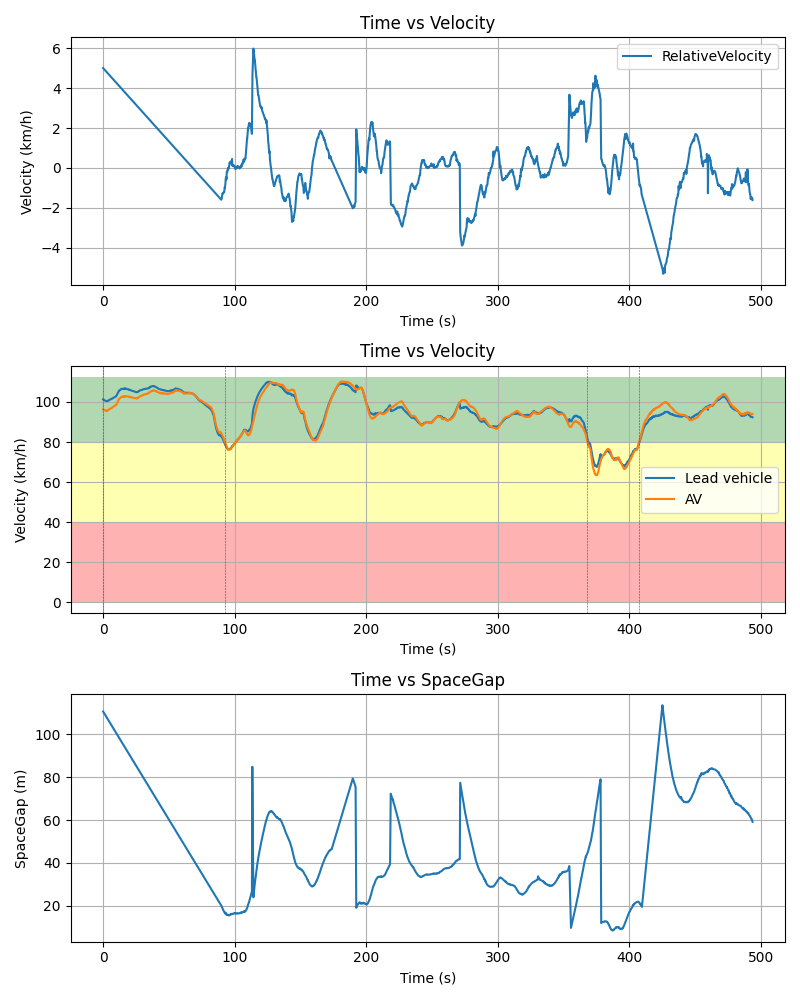 Time vs Velocity
RelativeVelocity
6
4
2
0
−2
−4
Velocity (km/h)
0 100 200 300 400 500
Time (s)
Time vs Velocity
100
80
60
40
20
0
Velocity (km/h)
Lead vehicle
AV
0 100 200 300 400 500
Time (s)
Time vs SpaceGap
100
80
60
40
20
SpaceGap (m)
0 100 200 300 400 500
Time (s)